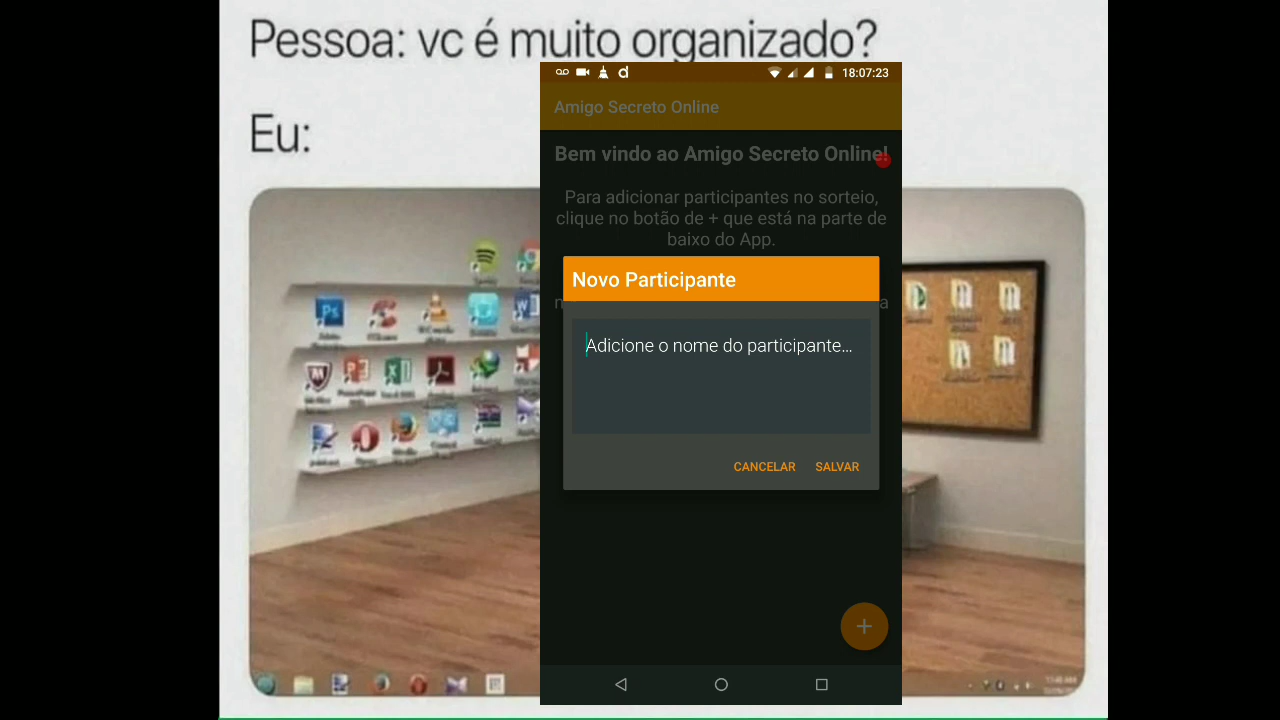 Pessoa: vc é muito organizado?
Eu:
18:07:23
Amigo Secreto Online
Bem vindo ao Amigo Secreto Online!
Para adicionar participantes no sorteio,
clique no botão de + que está na parte de
baixo do App.
Novo Participante
Adicione o nome do participante...
CANCELAR SALVAR